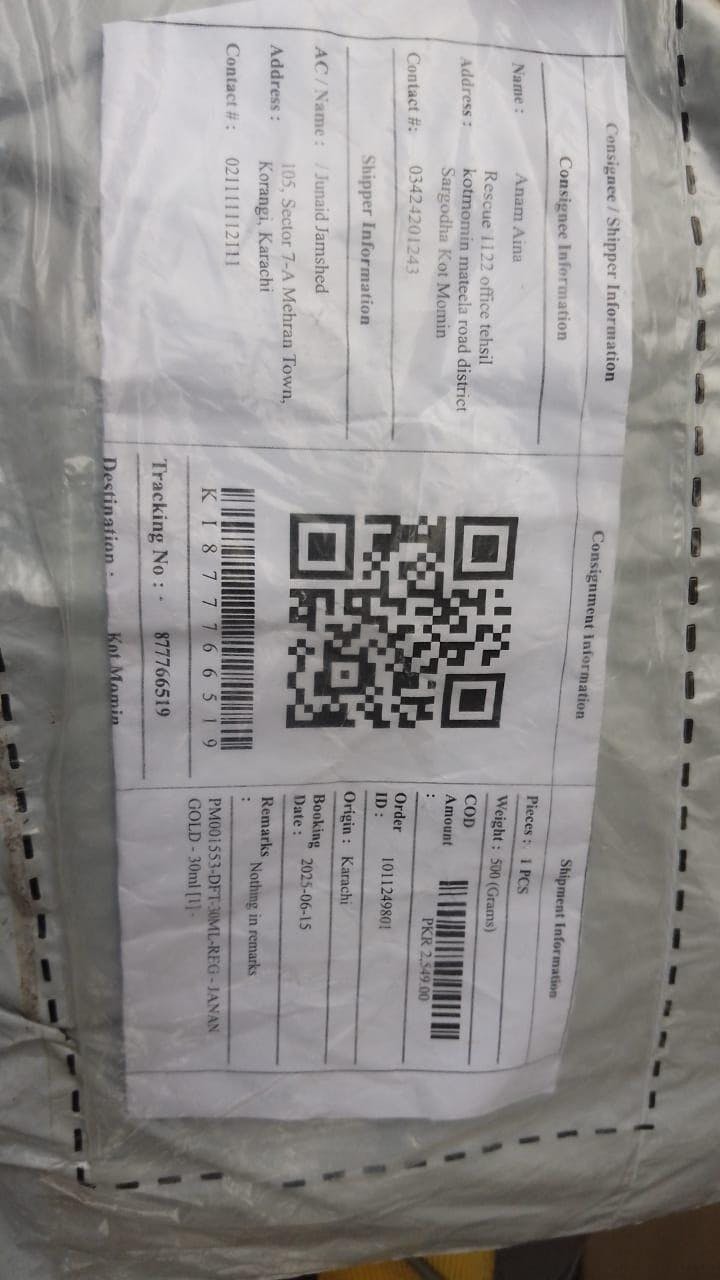 Consignee / Shipper Information
Consignee Information
Name : Anam Aina
Address : Rescue 1122 office tehsil
kotmomin mateela road district
Sargodha Kot Momin
Contact #: 03424201243
Shipper Information
AC / Name : / Junaid Jamshed
Address : 105, Sector 7-A Mehran Town,
Korangi, Karachi
Contact # : 021111112111
Consignment Information
K 1 8 7 7 7 6 6 5 1 9
Tracking No : 877766519
Destination : Kot Momin
Shipment Information
Pieces : 1 PCS
Weight : 500 (Grams)
COD
Amount
:
PKR 2,549.00
Order
ID : 1011249801
Origin : Karachi
Booking
Date : 2025-06-15
Remarks
: Nothing in remarks
PM001553-DFT-30ML-REG - JANAN
GOLD - 30ml [1] -